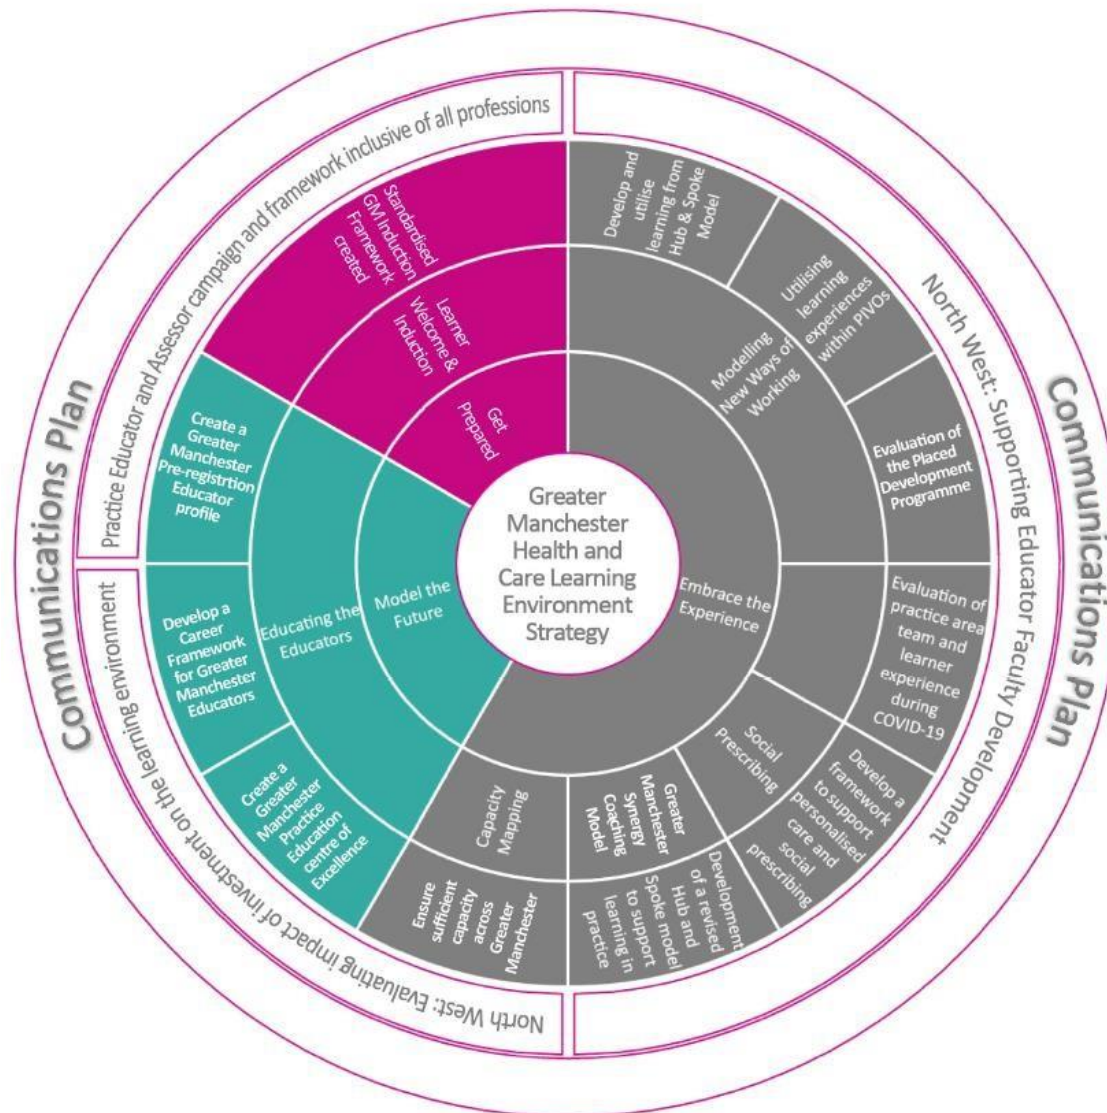 Greater
Manchester
Health and
Care Learning
Environment
Strategy
Get
Prepared
Learner
Welcome &
Induction
Standardised
GM Induction
Framework
created
Embrace the
Experience
Modelling
New Ways of
Working
Develop and
utilise
learning from
Hub & Spoke
Model
Utilising
learning
experiences
within PIVOs
Evaluation of
the Placed
Development
Programme
Evaluation of
practice area
team and
learner
experience
during
COVID-19
Social
Prescribing
Develop a
framework
to support
personalised
care and
social
prescribing
Greater
Manchester
Synergy
Coaching
Model
Development
of a revised
Hub and
Spoke model
to support
learning in
practice
Capacity
Mapping
Ensure
sufficient
capacity
across
Greater
Manchester
Model the
Future
Educating the
Educators
Create a
Greater
Manchester
Practice
Education
centre of
Excellence
Develop a
Career
Framework
for Greater
Manchester
Educators
Create a
Greater
Manchester
Pre-registrtion
Educator
profile
Practice Educator and Assessor campaign and framework inclusive of all professions
North West: Supporting Educator Faculty Development
North West: Evaluating impact of investment on the learning environment
Communications Plan
Communications Plan